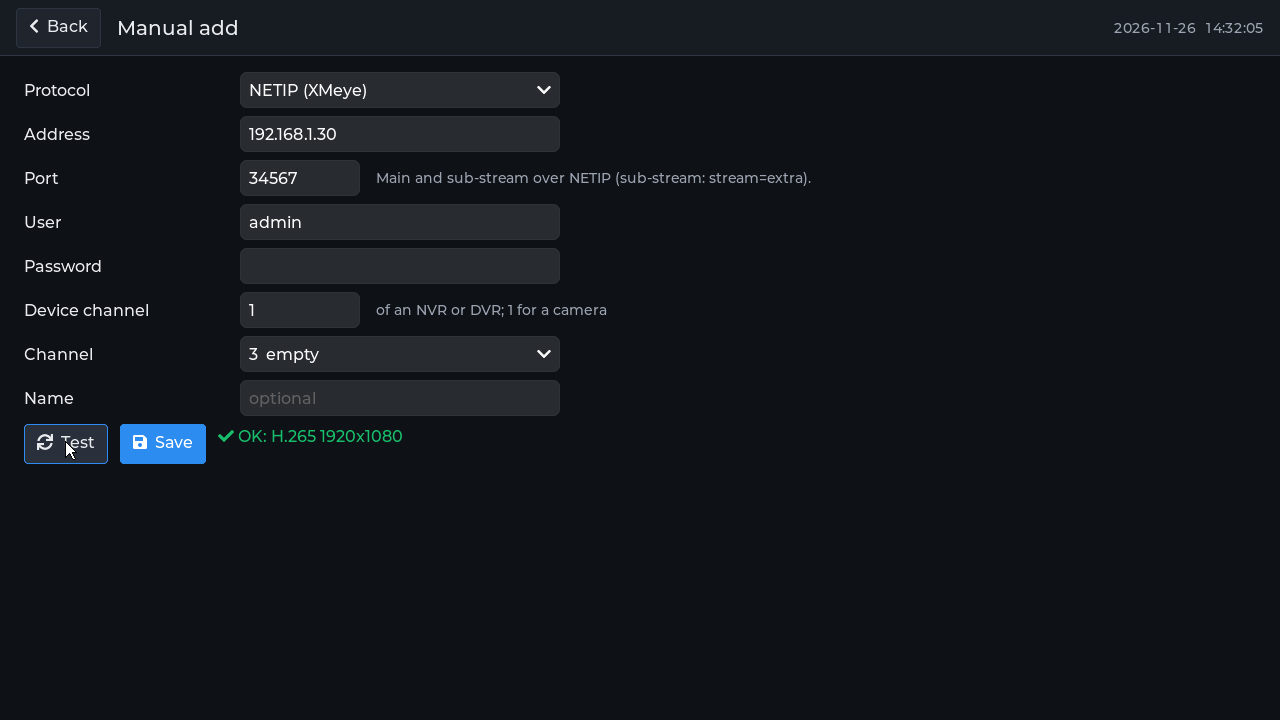 Back Manual add 2026-11-26 14:32:05
Protocol NETIP (XMeye)
Address 192.168.1.30
Port 34567 Main and sub-stream over NETIP (sub-stream: stream=extra).
User admin
Password
Device channel 1 of an NVR or DVR; 1 for a camera
Channel 3 empty
Name optional
Test Save OK: H.265 1920x1080